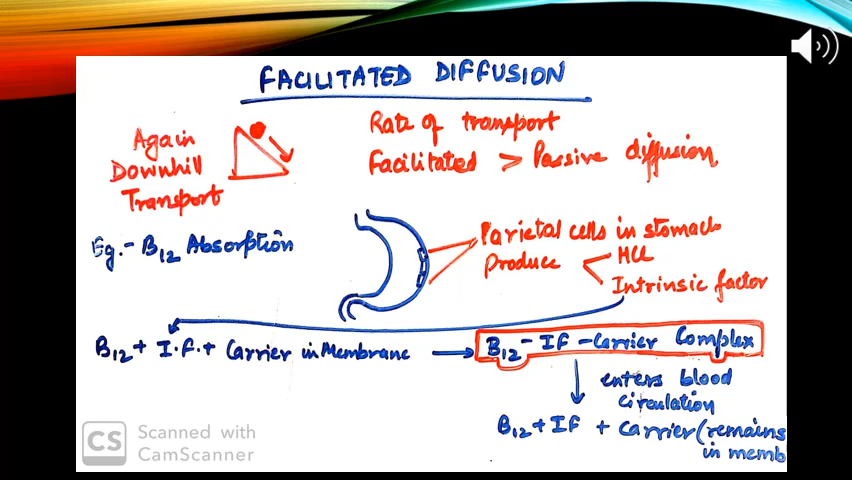 FACILITATED DIFFUSION
Again
Downhill
Transport
Rate of transport
Facilitated > Passive diffusion
Eg.- B12 Absorption
Parietal cells in stomach
Produce
HCl
Intrinsic factor
B12 + I.F. + Carrier in Membrane → B12 - IF - Carrier Complex
enters blood
circulation
B12 + IF + Carrier (remains
in memb
CS Scanned with
CamScanner